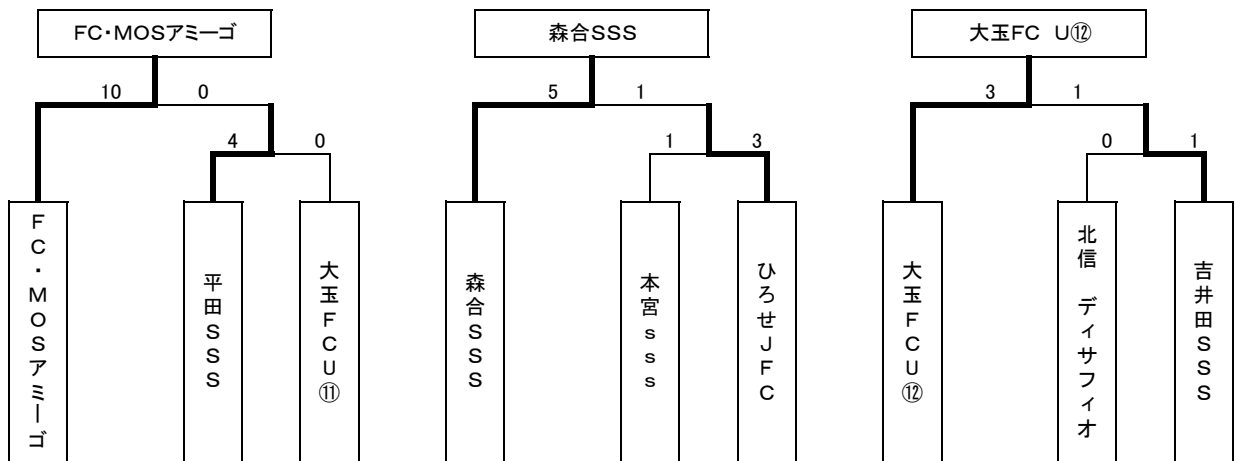 FC・MOSアミーゴ
森合SSS
大玉FC U⑫
10 0
5 1
3 1
4 0
1 3
0 1
FC・MOSアミーゴ
平田SSS
大玉FCU⑪
森合SSS
本宮sss
ひろせJFC
大玉FCU⑫
北信 ディサフィオ
吉井田SSS